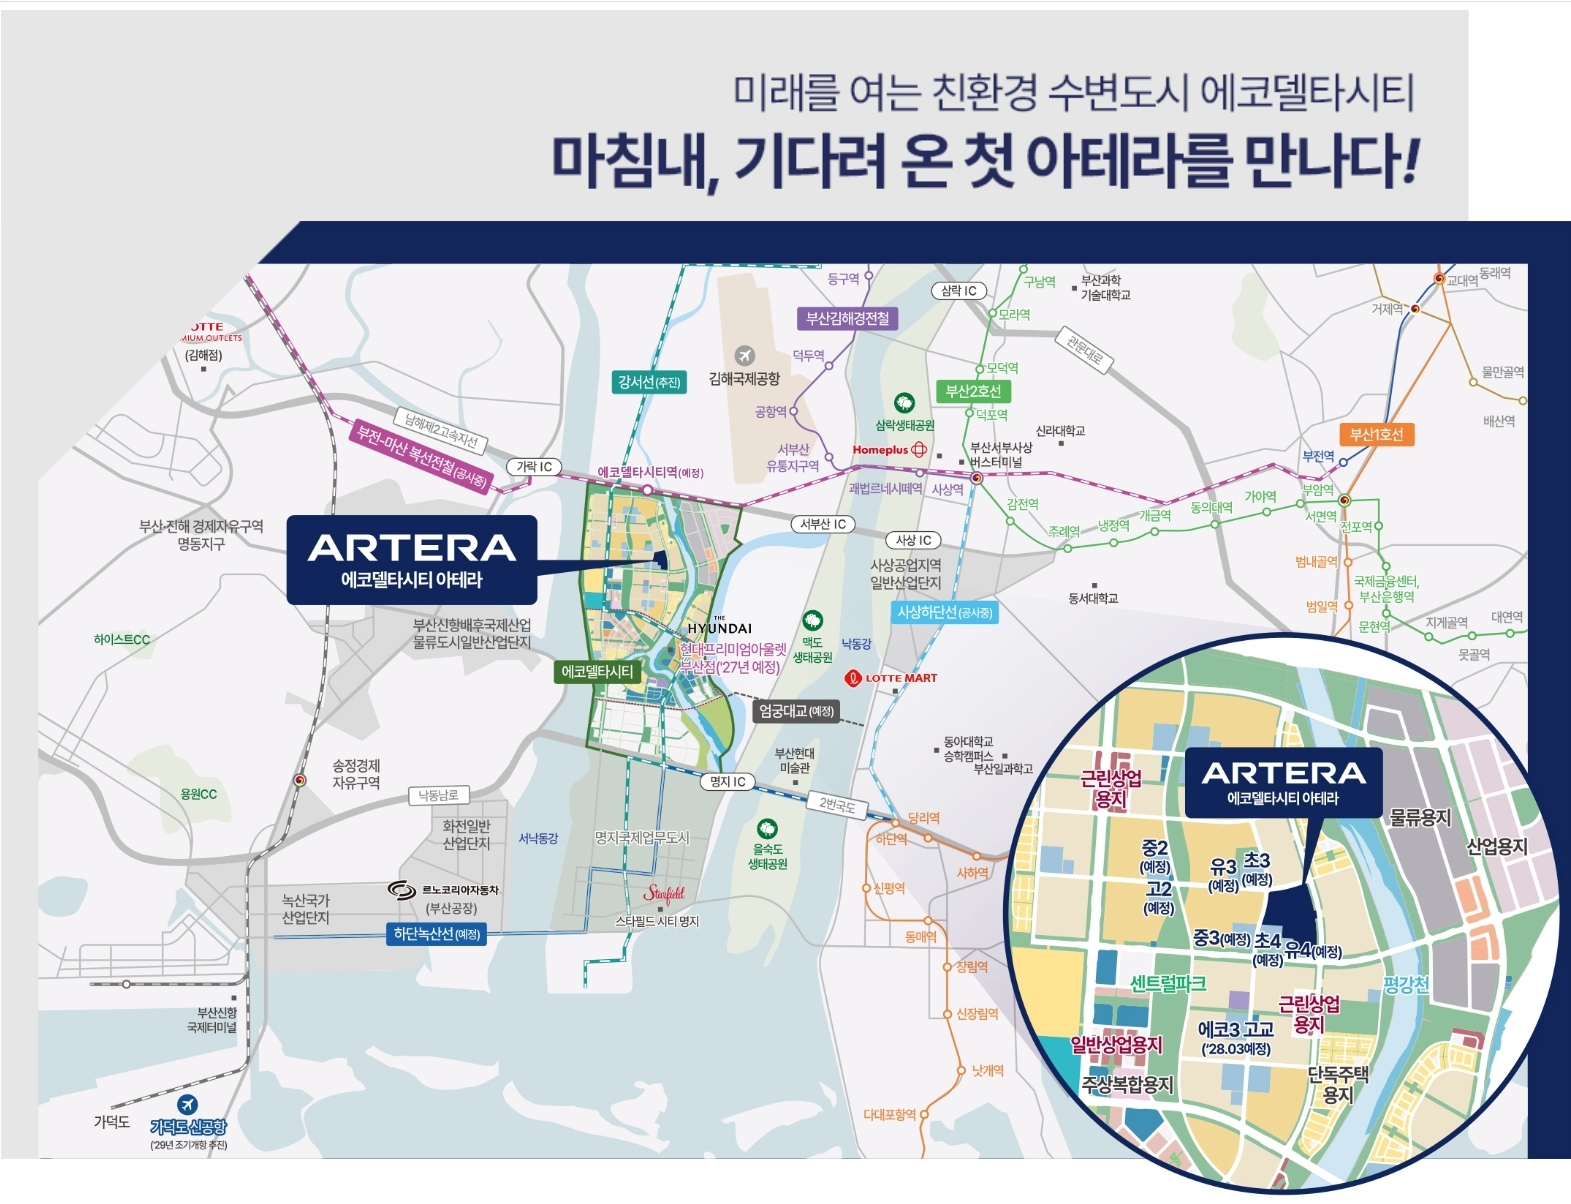 미래를 여는 친환경 수변도시 에코델타시티
마침내, 기다려 온 첫 아테라를 만나다!
등구역
삼락 IC
구남역
부산과학
기술대학교
교대역
동래역
부산김해경전철
모라역
거제역
관문대로
OTTE
MIUM OUTLETS
(김해점)
김해국제공항
덕두역
모덕역
물만골역
강서선(추진)
부산2호선
공항역
삼락생태공원
덕포역
배산역
남해제2고속지선
부전-마산 복선전철(공사중)
신라대학교
부산1호선
서부산
유통지구역
Homeplus
부산서부사상
버스터미널
부전역
가락 IC
에코델타시티역(예정)
괘법르네시떼역
사상역
감전역
주례역
냉정역
개금역
동의대역
가야역
부암역
서면역
전포역
부산·진해 경제자유구역
명동지구
ARTERA
에코델타시티 아테라
서부산 IC
사상 IC
사상공업지역
일반산업단지
범내골역
국제금융센터,
부산은행역
동서대학교
사상하단선(공사중)
범일역
문현역
지게골역
대연역
못골역
하이스트CC
부산신항배후국제산업
물류도시일반산업단지
THE
HYUNDAI
현대프리미엄아울렛
부산점('27년 예정)
맥도
생태공원
낙동강
에코델타시티
LOTTE MART
엄궁대교(예정)
동아대학교
승학캠퍼스
부산일과학고
부산현대
미술관
송정경제
자유구역
용원CC
낙동남로
명지 IC
2번국도
화전일반
산업단지
서낙동강
명지국제업무도시
을숙도
생태공원
당리역
하단역
사하역
신평역
르노코리아자동차
(부산공장)
녹산국가
산업단지
Starfield
스타필드 시티 명지
하단녹산선(예정)
동매역
장림역
신장림역
낫개역
다대포항역
부산신항
국제터미널
가덕도
가덕도 신공항
('29년 조기개항 추진)
근린상업
용지
ARTERA
에코델타시티 아테라
물류용지
산업용지
중2
(예정)
고2
(예정)
유3
(예정)
초3
(예정)
중3(예정)
초4
(예정)
유4(예정)
센트럴파크
평강천
근린상업
용지
에코3 고교
('28.03예정)
일반상업용지
주상복합용지
단독주택
용지